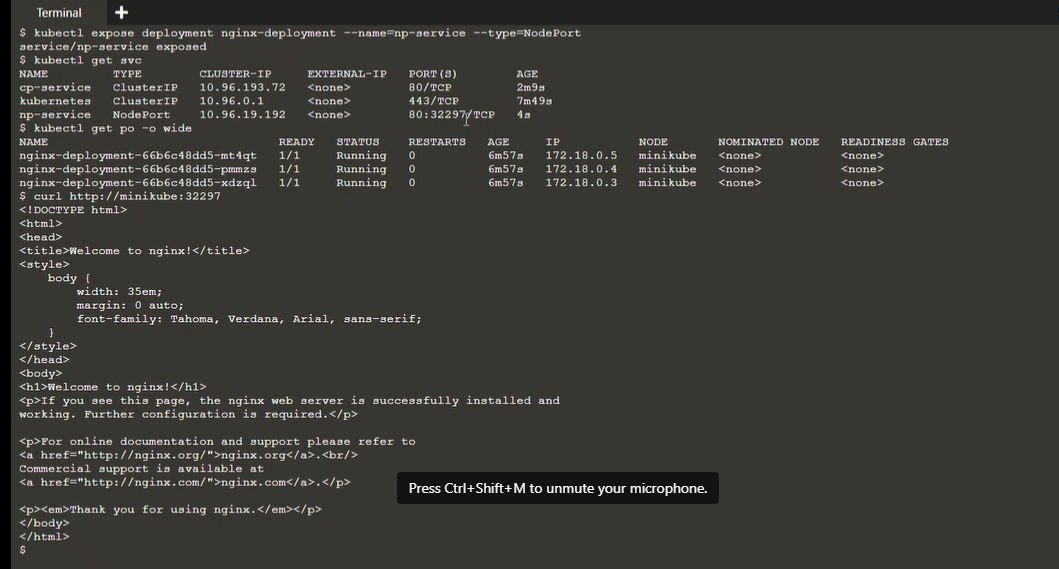 Terminal +
$ kubectl expose deployment nginx-deployment --name=np-service --type=NodePort
service/np-service exposed
$ kubectl get svc
NAME TYPE CLUSTER-IP EXTERNAL-IP PORT(S) AGE
cp-service ClusterIP 10.96.193.72 <none> 80/TCP 2m9s
kubernetes ClusterIP 10.96.0.1 <none> 443/TCP 7m49s
np-service NodePort 10.96.19.192 <none> 80:32297/TCP 4s
$ kubectl get po -o wide
NAME READY STATUS RESTARTS AGE IP NODE NOMINATED NODE READINESS GATES
nginx-deployment-66b6c48dd5-mt4qt 1/1 Running 0 6m57s 172.18.0.5 minikube <none> <none>
nginx-deployment-66b6c48dd5-pmmzs 1/1 Running 0 6m57s 172.18.0.4 minikube <none> <none>
nginx-deployment-66b6c48dd5-xdzql 1/1 Running 0 6m57s 172.18.0.3 minikube <none> <none>
$ curl http://minikube:32297
<!DOCTYPE html>
<html>
<head>
<title>Welcome to nginx!</title>
<style>
    body {
        width: 35em;
        margin: 0 auto;
        font-family: Tahoma, Verdana, Arial, sans-serif;
    }
</style>
</head>
<body>
<h1>Welcome to nginx!</h1>
<p>If you see this page, the nginx web server is successfully installed and
working. Further configuration is required.</p>
<p>For online documentation and support please refer to
<a href="http://nginx.org/">nginx.org</a>.<br/>
Commercial support is available at
<a href="http://nginx.com/">nginx.com</a>.</p>
Press Ctrl+Shift+M to unmute your microphone.
<p><em>Thank you for using nginx.</em></p>
</body>
</html>
$